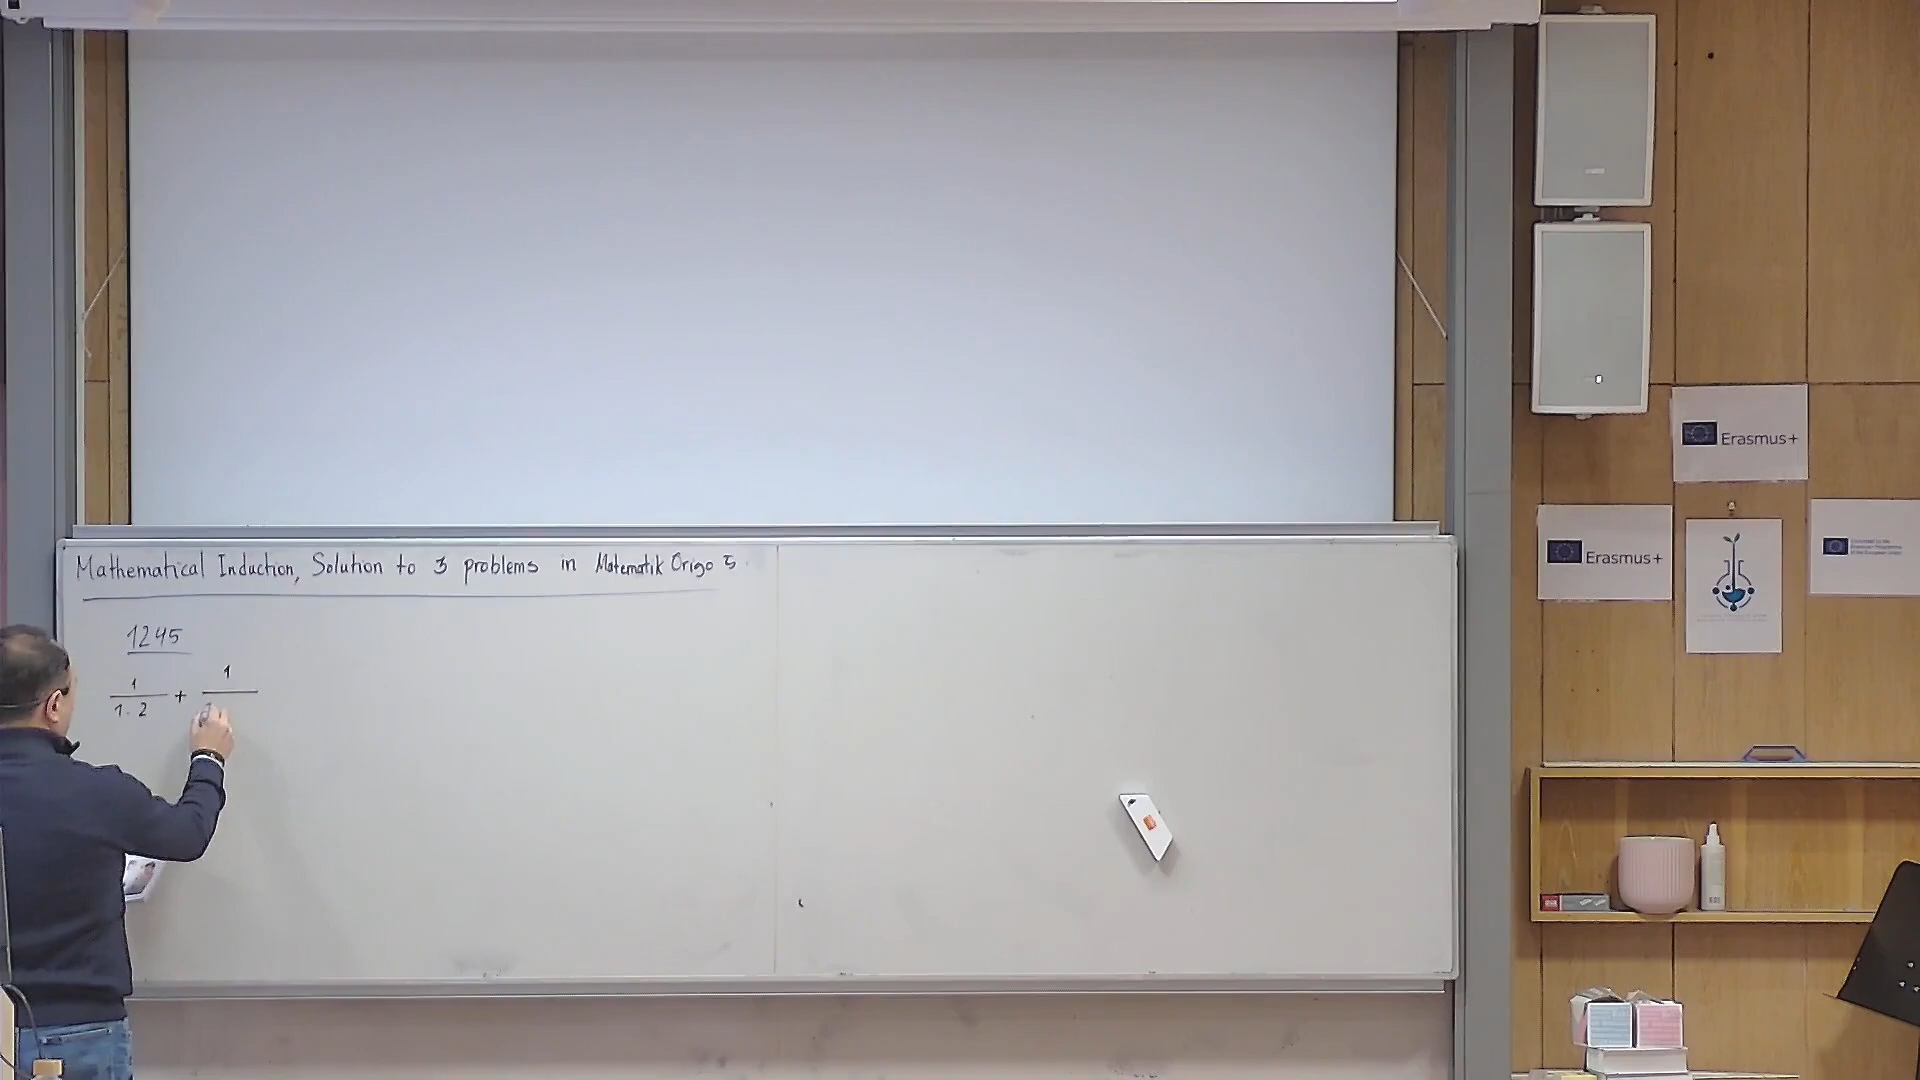 Mathematical Induction, Solution to 3 problems in Matematik Origo 5.
1245
1/(1·2) + 1/
Erasmus+
Erasmus+